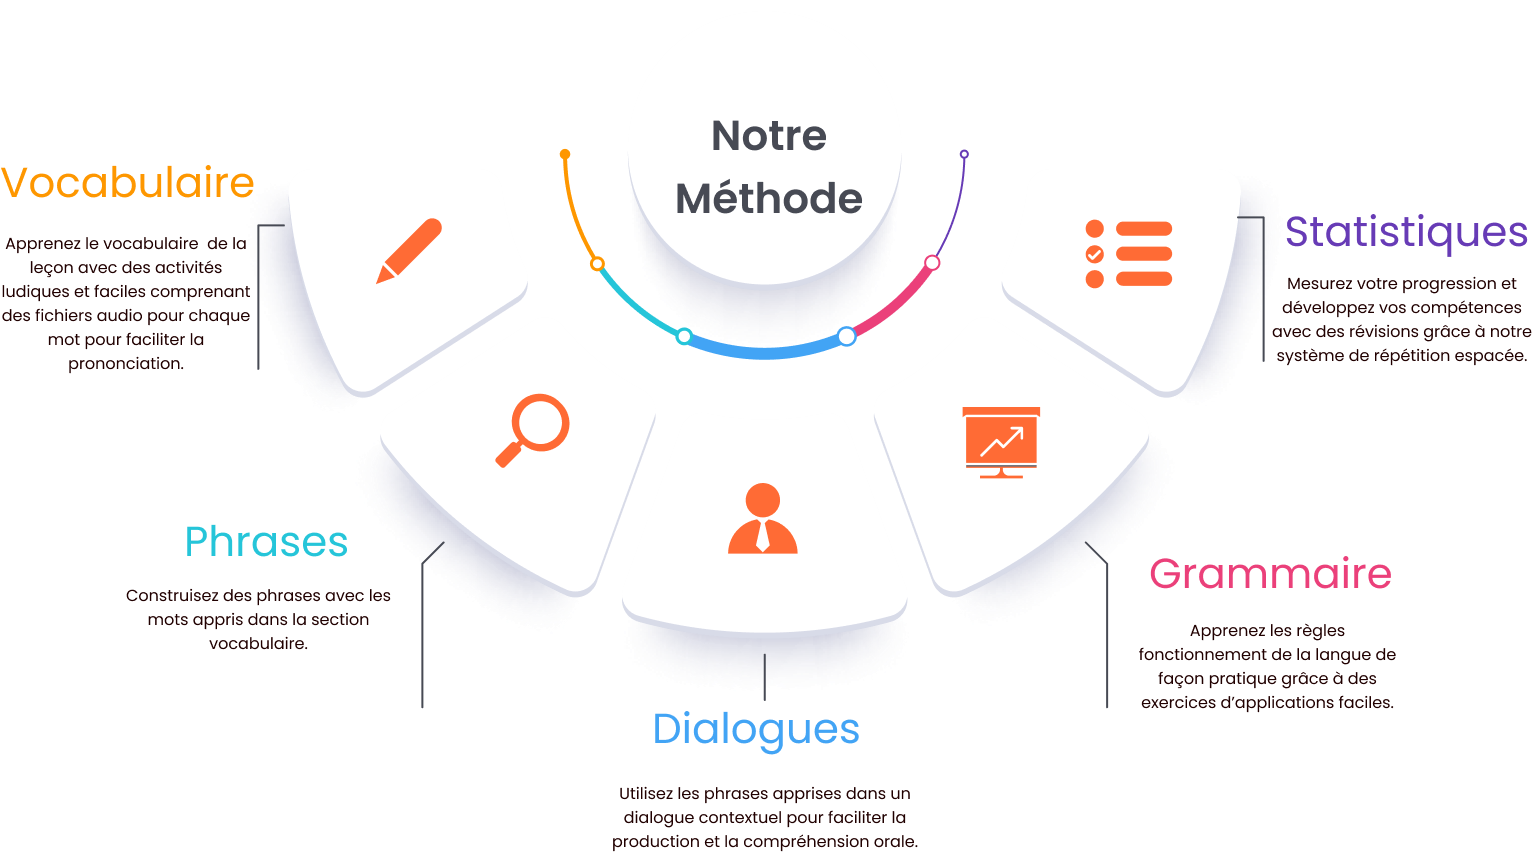 Notre
Méthode
Vocabulaire
Apprenez le vocabulaire de la
leçon avec des activités
ludiques et faciles comprenant
des fichiers audio pour chaque
mot pour faciliter la
prononciation.
Phrases
Construisez des phrases avec les
mots appris dans la section
vocabulaire.
Dialogues
Utilisez les phrases apprises dans un
dialogue contextuel pour faciliter la
production et la compréhension orale.
Grammaire
Apprenez les règles
fonctionnement de la langue de
façon pratique grâce à des
exercices d’applications faciles.
Statistiques
Mesurez votre progression et
développez vos compétences
avec des révisions grâce à notre
système de répétition espacée.